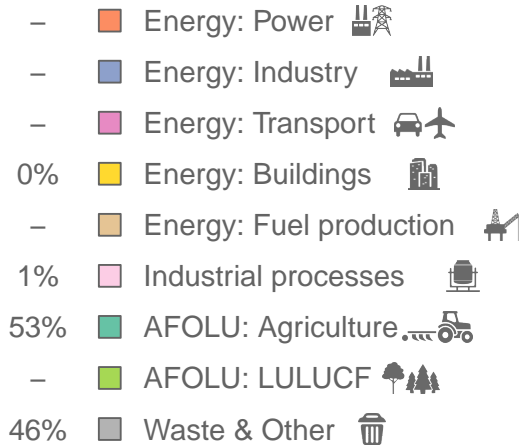 – Energy: Power
– Energy: Industry
– Energy: Transport
0% Energy: Buildings
– Energy: Fuel production
1% Industrial processes
53% AFOLU: Agriculture
– AFOLU: LULUCF
46% Waste & Other